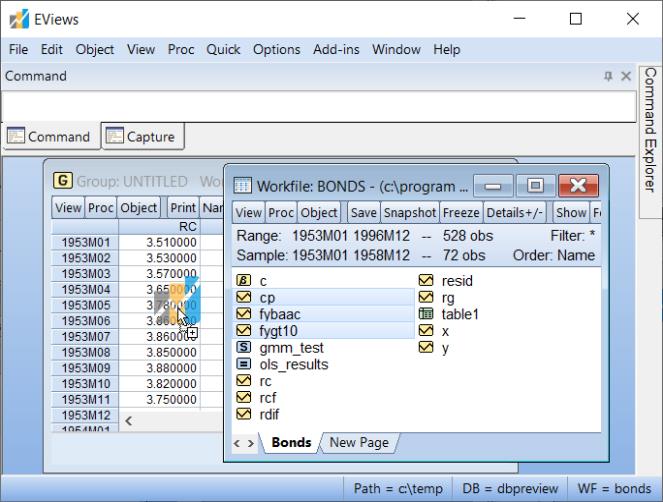 EViews
File Edit Object View Proc Quick Options Add-ins Window Help
Command
Command Explorer
Command Capture
G Group: UNTITLED
View Proc Object Print
RC
1953M01 3.510000
1953M02 3.530000
1953M03 3.570000
1953M04 3.650000
1953M05 3.780000
1953M06 3.860000
1953M07 3.860000
1953M08 3.850000
1953M09 3.880000
1953M10 3.820000
1953M11 3.750000
1953M12
1954M01
Workfile: BONDS - (c:\program ...
View Proc Object Save Snapshot Freeze Details+/- Show
Range: 1953M01 1996M12 -- 528 obs Filter: *
Sample: 1953M01 1958M12 -- 72 obs Order: Name
β c
cp
fybaac
fygt10
S gmm_test
ols_results
rc
rcf
rdif
resid
rg
table1
x
y
< > Bonds New Page
Path = c:\temp DB = dbpreview WF = bonds